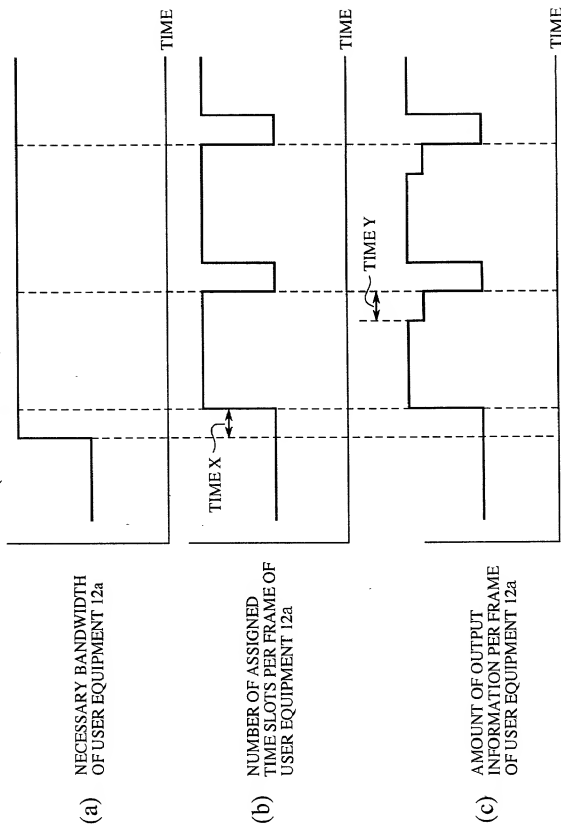 (a)
NECESSARY BANDWIDTH
OF USER EQUIPMENT 12a
TIME
TIME X
(b)
NUMBER OF ASSIGNED
TIME SLOTS PER FRAME OF
USER EQUIPMENT 12a
TIME
TIME Y
(c)
AMOUNT OF OUTPUT
INFORMATION PER FRAME
OF USER EQUIPMENT 12a
TIME